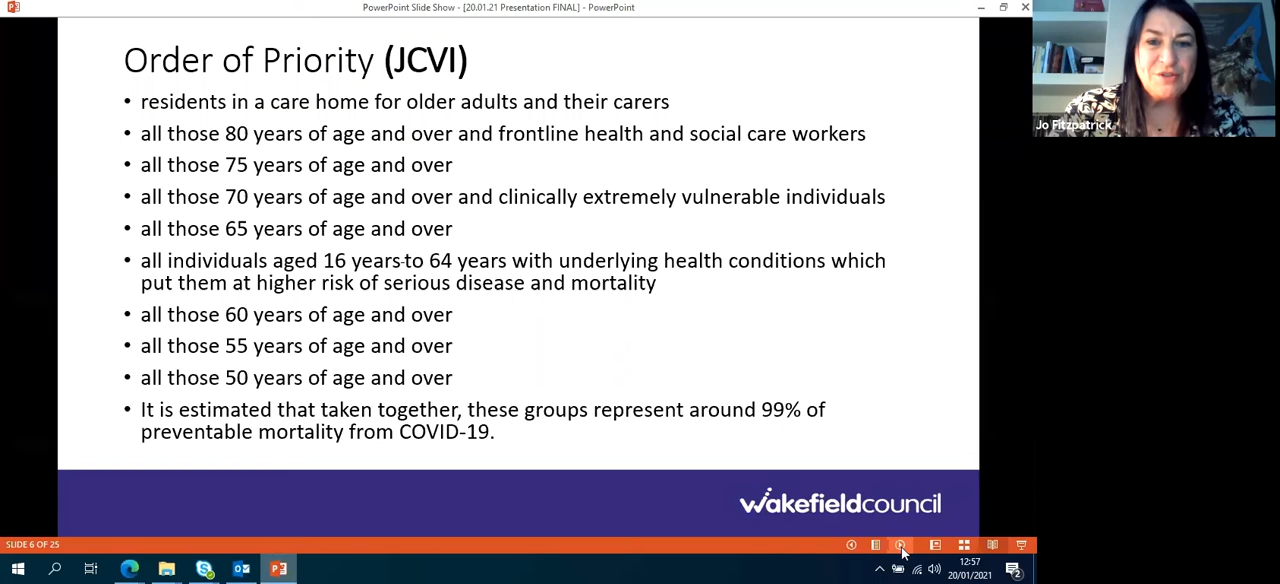 PowerPoint Slide Show - [20.01.21 Presentation FINAL] - PowerPoint
Order of Priority (JCVI)
• residents in a care home for older adults and their carers
• all those 80 years of age and over and frontline health and social care workers
• all those 75 years of age and over
• all those 70 years of age and over and clinically extremely vulnerable individuals
• all those 65 years of age and over
• all individuals aged 16 years to 64 years with underlying health conditions which
put them at higher risk of serious disease and mortality
• all those 60 years of age and over
• all those 55 years of age and over
• all those 50 years of age and over
• It is estimated that taken together, these groups represent around 99% of
preventable mortality from COVID-19.
wakefieldcouncil
Jo Fitzpatrick
SLIDE 6 OF 25
12:57
20/01/2021
2